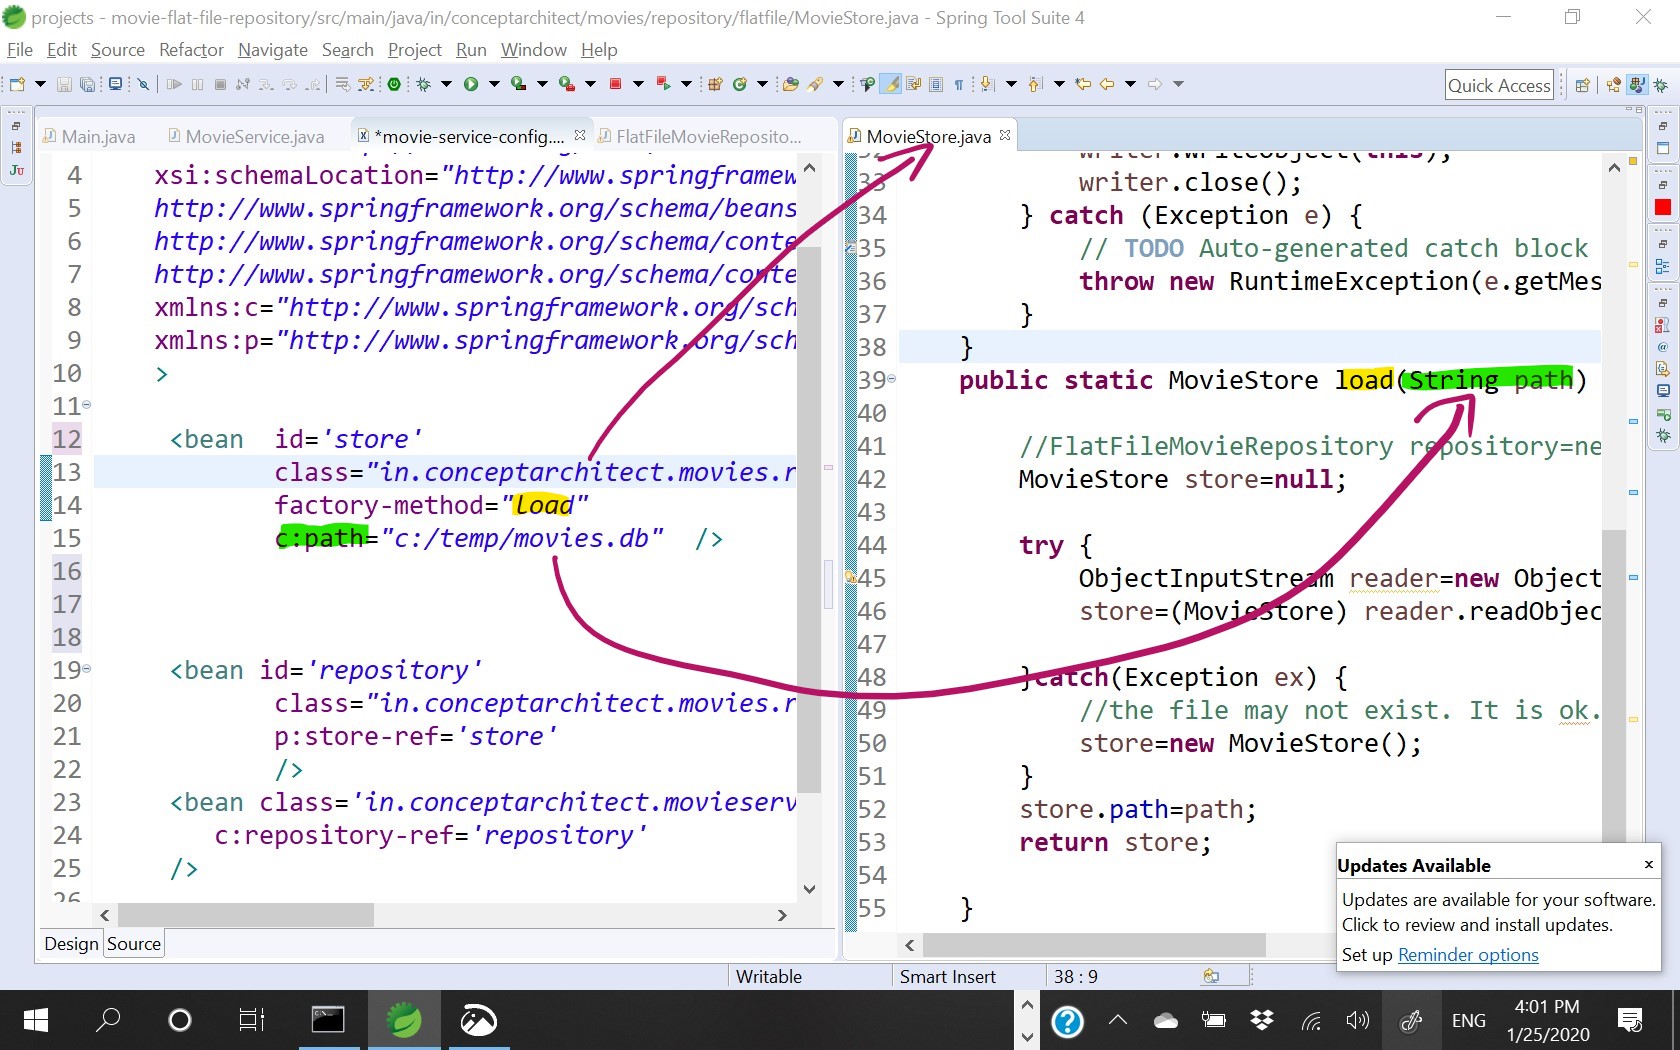 projects - movie-flat-file-repository/src/main/java/in/conceptarchitect/movies/repository/flatfile/MovieStore.java - Spring Tool Suite 4
File Edit Source Refactor Navigate Search Project Run Window Help
Quick Access
Main.java MovieService.java *movie-service-config.... FlatFileMovieReposito...
4 xsi:schemaLocation="http://www.springframew
5 http://www.springframework.org/schema/beans
6 http://www.springframework.org/schema/conte
7 http://www.springframework.org/schema/conte
8 xmlns:c="http://www.springframework.org/sch
9 xmlns:p="http://www.springframework.org/sch
10 >
11
12 <bean id='store'
13 class="in.conceptarchitect.movies.r
14 factory-method="load"
15 c:path="c:/temp/movies.db" />
16
17
18
19 <bean id='repository'
20 class="in.conceptarchitect.movies.r
21 p:store-ref='store'
22 />
23 <bean class='in.conceptarchitect.movieserv
24 c:repository-ref='repository'
25 />
26
Design Source
MovieStore.java
32 writer.writeObject(this);
33 writer.close();
34 } catch (Exception e) {
35 // TODO Auto-generated catch block
36 throw new RuntimeException(e.getMes
37 }
38 }
39 public static MovieStore load(String path)
40
41 //FlatFileMovieRepository repository=ne
42 MovieStore store=null;
43
44 try {
45 ObjectInputStream reader=new Object
46 store=(MovieStore) reader.readObjec
47
48 }catch(Exception ex) {
49 //the file may not exist. It is ok.
50 store=new MovieStore();
51 }
52 store.path=path;
53 return store;
54
55 }
Updates Available x
Updates are available for your software.
Click to review and install updates.
Set up Reminder options
Writable Smart Insert 38 : 9
ENG
4:01 PM
1/25/2020